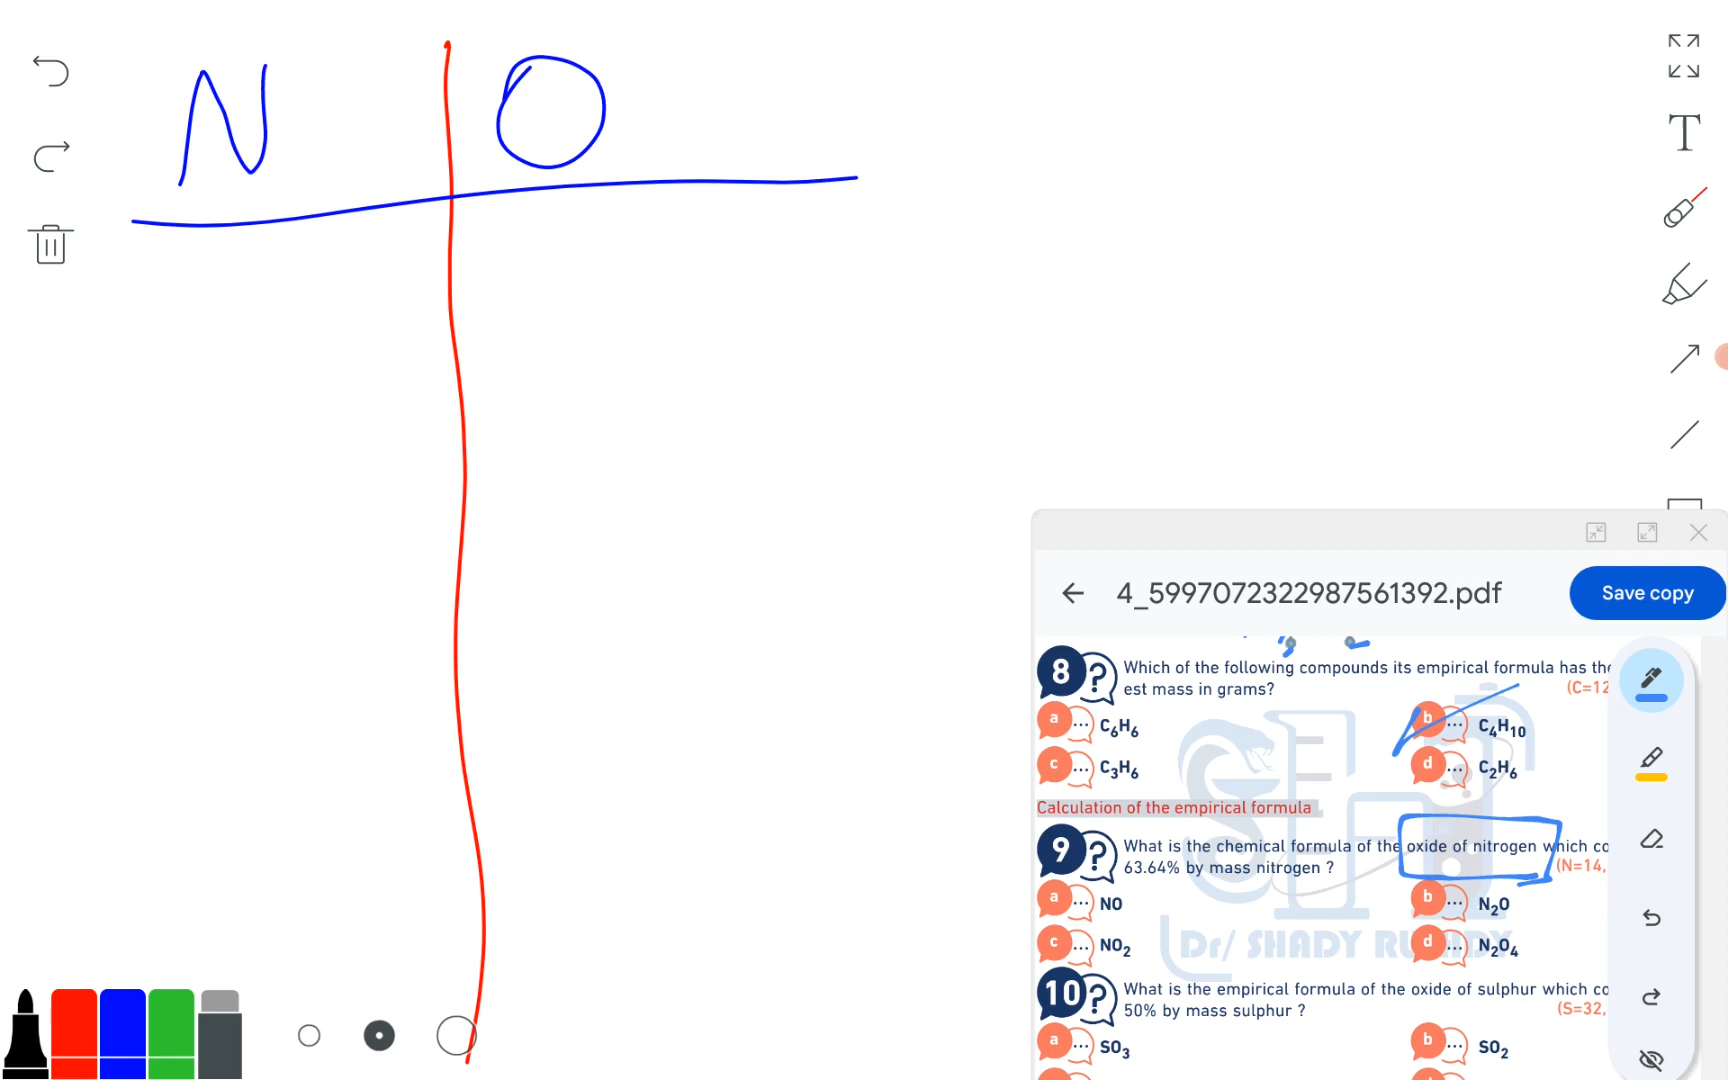 N O
T
4_5997072322987561392.pdf
Save copy
8 ? Which of the following compounds its empirical formula has the
est mass in grams? (C=12
a ... C₆H₆
b ... C₄H₁₀
c ... C₃H₆
d ... C₂H₆
Calculation of the empirical formula
9 ? What is the chemical formula of the oxide of nitrogen which co
63.64% by mass nitrogen ? (N=14,
a ... NO
b ... N₂O
c ... NO₂
d ... N₂O₄
Dr/ SHADY
10 ? What is the empirical formula of the oxide of sulphur which co
50% by mass sulphur ? (S=32,
a ... SO₃
b ... SO₂